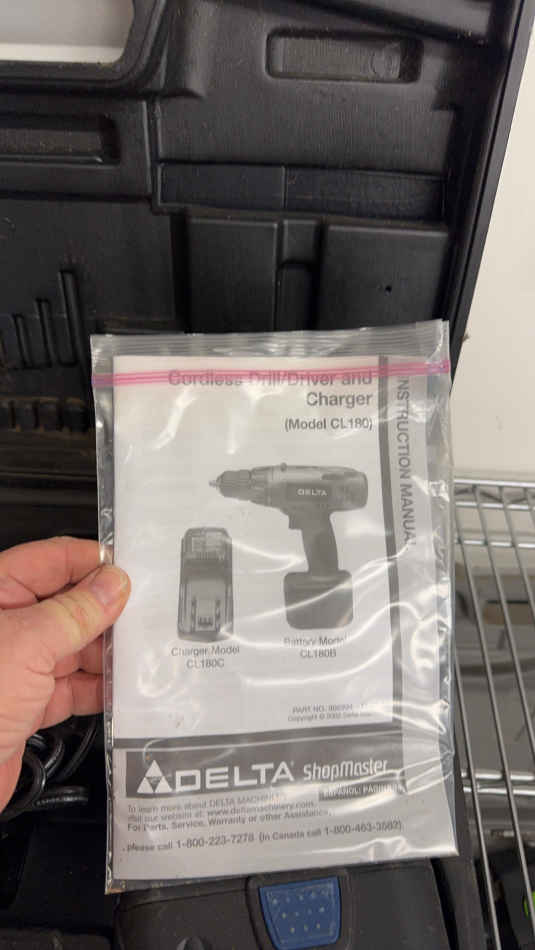 Cordless Drill/Driver and
Charger
(Model CL180)
INSTRUCTION MANUAL
DELTA
Charger Model
CL180C
Battery Model
CL180B
PART NO.
Copyright © 2002 Delta
DELTA ShopMaster
ESPAÑOL: PÁGINA
To learn more about DELTA MACHINERY
visit our website at: www.deltamachinery.com.
For Parts, Service, Warranty or other Assistance,
please call 1-800-223-7278 (In Canada call 1-800-463-3582)